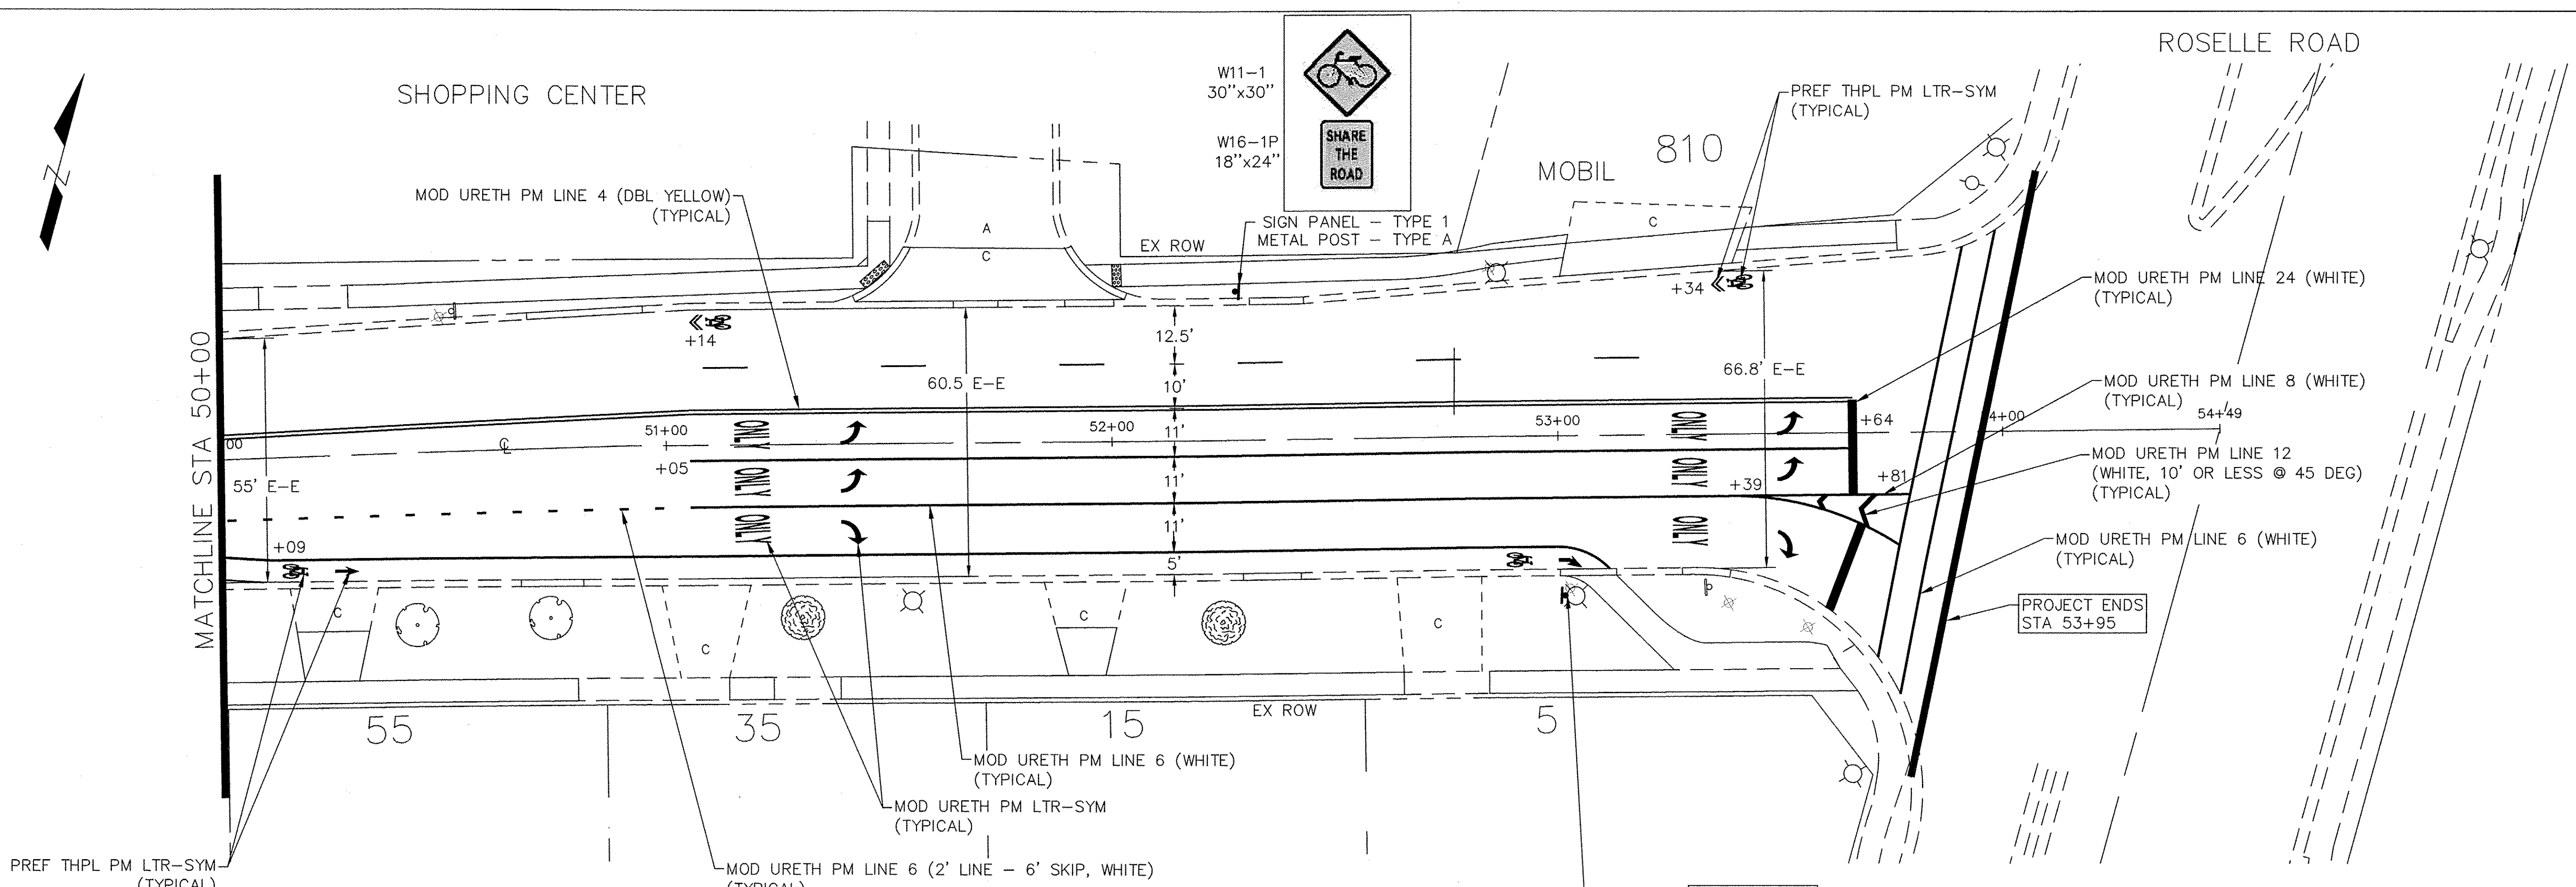 ROSELLE ROAD
SHOPPING CENTER
W11-1
30"x30"
W16-1P
18"x24"
SHARE
THE
ROAD
PREF THPL PM LTR-SYM
(TYPICAL)
MOBIL
810
MOD URETH PM LINE 4 (DBL YELLOW)
(TYPICAL)
SIGN PANEL - TYPE 1
METAL POST - TYPE A
EX ROW
A
C
C
Z
+34
MOD URETH PM LINE 24 (WHITE)
(TYPICAL)
+14
12.5'
MATCHLINE STA 50+00
60.5 E-E
10'
66.8' E-E
MOD URETH PM LINE 8 (WHITE)
(TYPICAL)
00
℄
51+00
ONLY
52+00
11'
53+00
ONLY
+64
54+00
54+49
55' E-E
+05
ONLY
11'
ONLY
+39
+81
MOD URETH PM LINE 12
(WHITE, 10' OR LESS @ 45 DEG)
(TYPICAL)
ONLY
11'
ONLY
+09
5'
MOD URETH PM LINE 6 (WHITE)
(TYPICAL)
PROJECT ENDS
STA 53+95
C
C
C
C
EX ROW
55
35
15
5
MOD URETH PM LINE 6 (WHITE)
(TYPICAL)
MOD URETH PM LTR-SYM
(TYPICAL)
PREF THPL PM LTR-SYM
(TYPICAL)
MOD URETH PM LINE 6 (2' LINE - 6' SKIP, WHITE)
(TYPICAL)